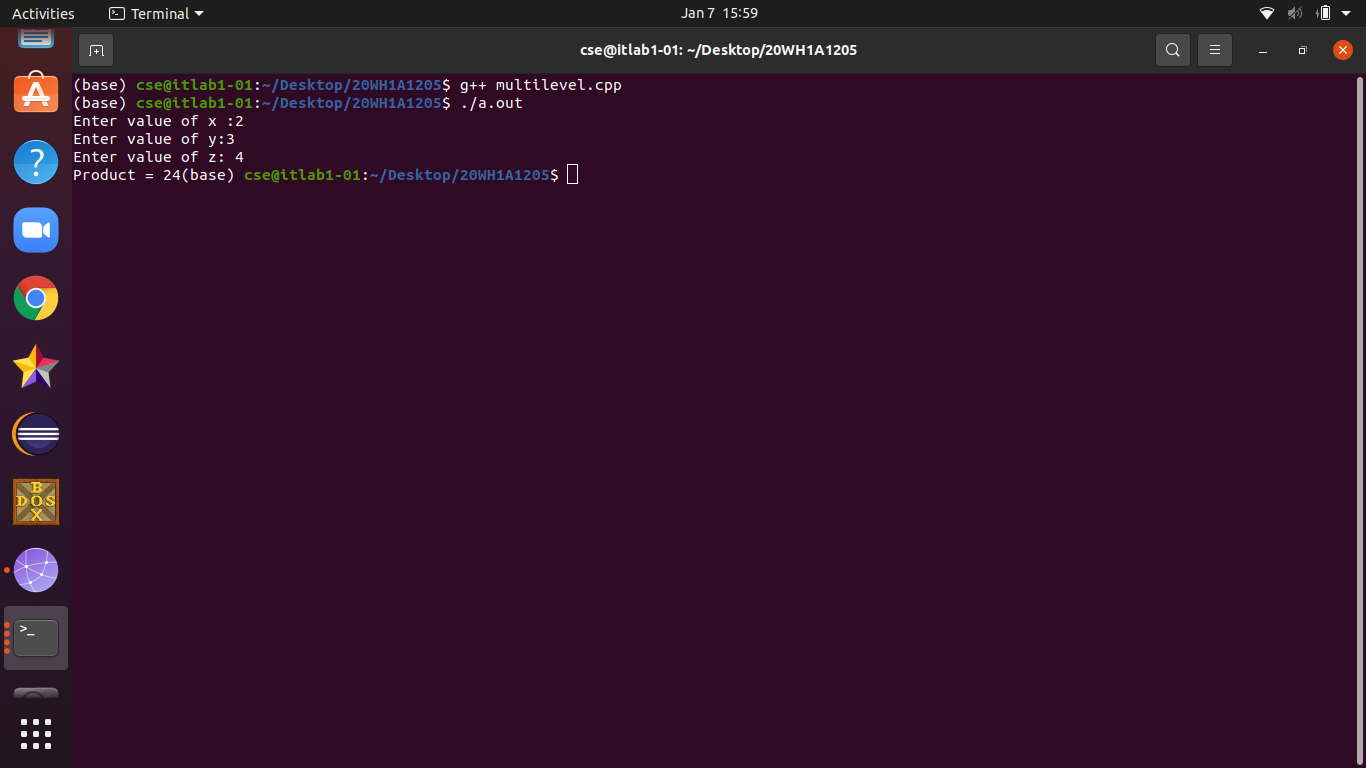 Activities
Terminal
Jan 7 15:59
cse@itlab1-01: ~/Desktop/20WH1A1205
(base) cse@itlab1-01:~/Desktop/20WH1A1205$ g++ multilevel.cpp
(base) cse@itlab1-01:~/Desktop/20WH1A1205$ ./a.out
Enter value of x :2
Enter value of y:3
Enter value of z: 4
Product = 24(base) cse@itlab1-01:~/Desktop/20WH1A1205$
A
?
B
DOS
X
>_